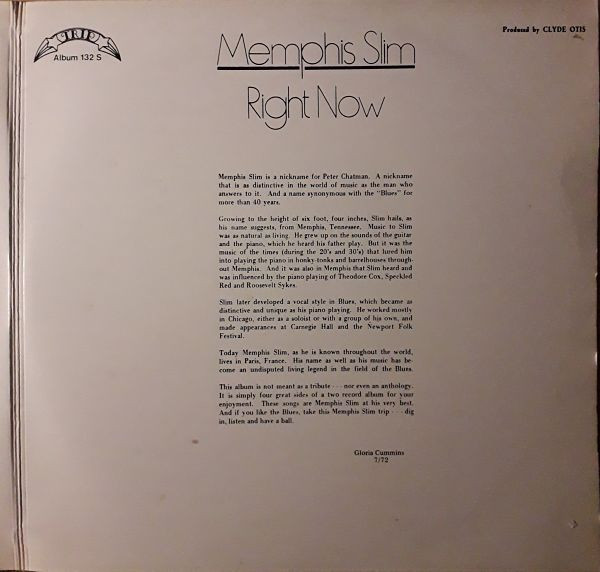 TRIP
Album 132 S
Memphis Slim
Right Now
Produced by CLYDE OTIS
Memphis Slim is a nickname for Peter Chatman. A nickname
that is as distinctive in the world of music as the man who
answers to it. And a name synonymous with the "Blues" for
more than 40 years.
Growing to the height of six foot, four inches, Slim hails, as
his name suggests, from Memphis, Tennessee. Music to Slim
was as natural as living. He grew up on the sounds of the guitar
and the piano, which he heard his father play. But it was the
music of the times (during the 20's and 30's) that lured him
into playing the piano in honky-tonks and barrelhouses through-
out Memphis. And it was also in Memphis that Slim heard and
was influenced by the piano playing of Theodore Cox, Speckled
Red and Roosevelt Sykes.
Slim later developed a vocal style in Blues, which became as
distinctive and unique as his piano playing. He worked mostly
in Chicago, either as a soloist or with a group of his own, and
made appearances at Carnegie Hall and the Newport Folk
Festival.
Today Memphis Slim, as he is known throughout the world,
lives in Paris, France. His name as well as his music has be-
come an undisputed living legend in the field of the Blues.
This album is not meant as a tribute - - - nor even an anthology.
It is simply four great sides of a two record album for your
enjoyment. These songs are Memphis Slim at his very best.
And if you like the Blues, take this Memphis Slim trip - - - dig
in, listen and have a ball.
Gloria Cummins
7/72